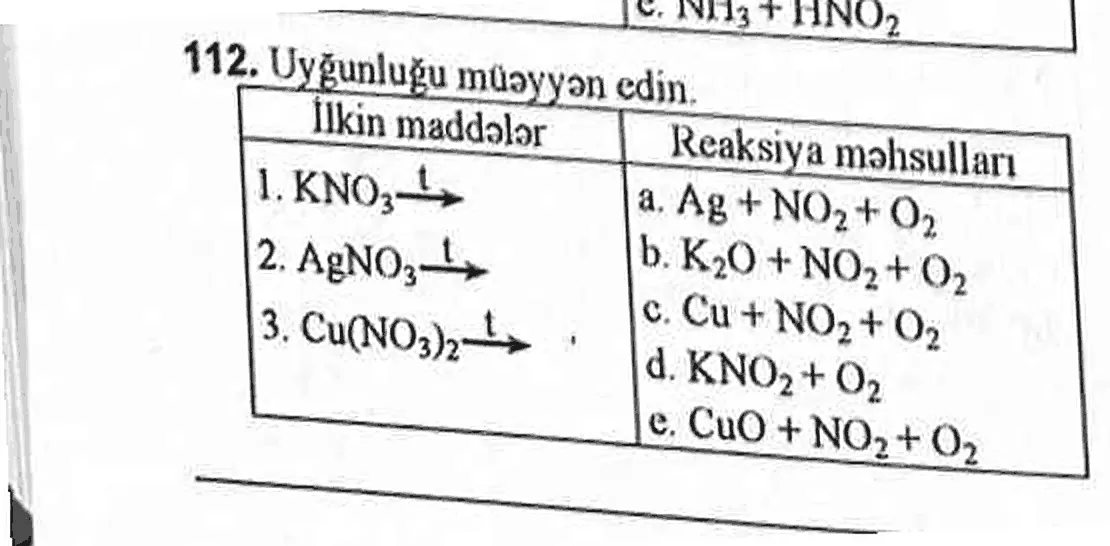 c. NH₃ + HNO₂
112. Uyğunluğu müəyyən edin.
İlkin maddələr
Reaksiya məhsulları
1. KNO₃ —t→
2. AgNO₃ —t→
3. Cu(NO₃)₂ —t→
a. Ag + NO₂ + O₂
b. K₂O + NO₂ + O₂
c. Cu + NO₂ + O₂
d. KNO₂ + O₂
e. CuO + NO₂ + O₂